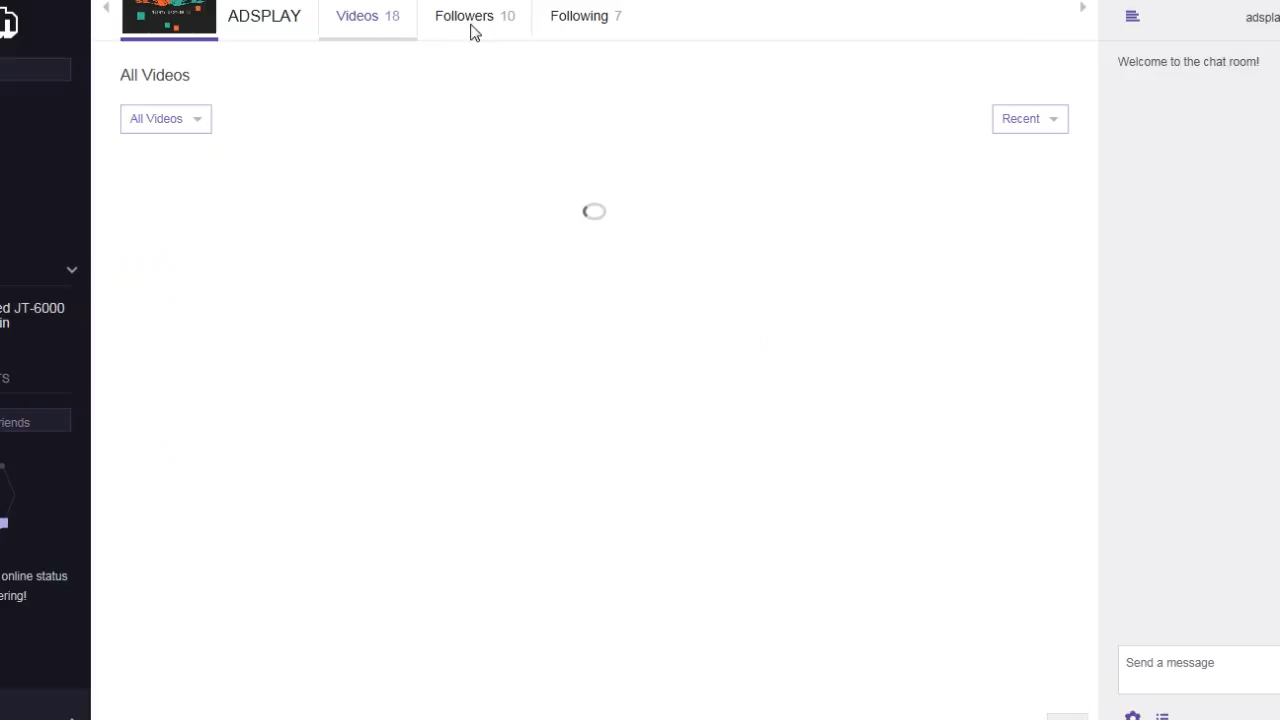 ADSPLAY
Videos 18
Followers 10
Following 7
adspla
All Videos
All Videos
Recent
Welcome to the chat room!
ed JT-6000
in
TS
riends
online status
ering!
Send a message